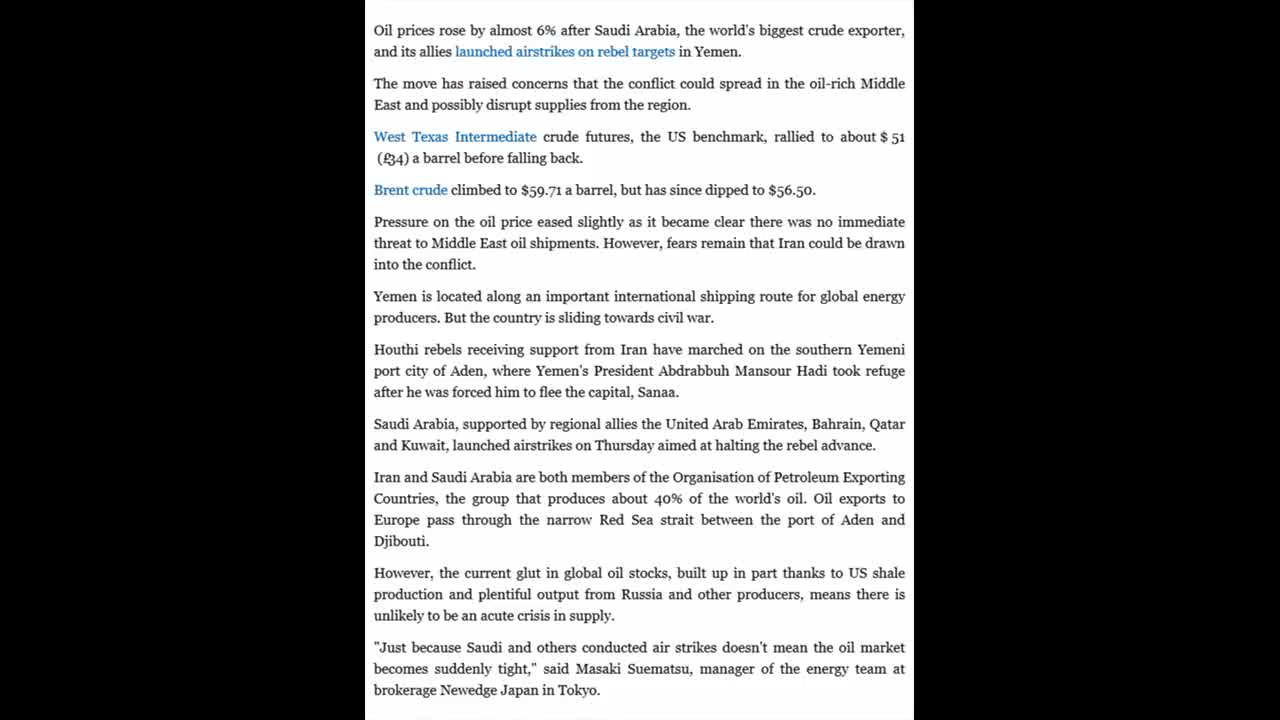 Oil prices rose by almost 6% after Saudi Arabia, the world's biggest crude exporter,
and its allies launched airstrikes on rebel targets in Yemen.
The move has raised concerns that the conflict could spread in the oil-rich Middle
East and possibly disrupt supplies from the region.
West Texas Intermediate crude futures, the US benchmark, rallied to about $ 51
(£34) a barrel before falling back.
Brent crude climbed to $59.71 a barrel, but has since dipped to $56.50.
Pressure on the oil price eased slightly as it became clear there was no immediate
threat to Middle East oil shipments. However, fears remain that Iran could be drawn
into the conflict.
Yemen is located along an important international shipping route for global energy
producers. But the country is sliding towards civil war.
Houthi rebels receiving support from Iran have marched on the southern Yemeni
port city of Aden, where Yemen's President Abdrabbuh Mansour Hadi took refuge
after he was forced him to flee the capital, Sanaa.
Saudi Arabia, supported by regional allies the United Arab Emirates, Bahrain, Qatar
and Kuwait, launched airstrikes on Thursday aimed at halting the rebel advance.
Iran and Saudi Arabia are both members of the Organisation of Petroleum Exporting
Countries, the group that produces about 40% of the world's oil. Oil exports to
Europe pass through the narrow Red Sea strait between the port of Aden and
Djibouti.
However, the current glut in global oil stocks, built up in part thanks to US shale
production and plentiful output from Russia and other producers, means there is
unlikely to be an acute crisis in supply.
"Just because Saudi and others conducted air strikes doesn't mean the oil market
becomes suddenly tight," said Masaki Suematsu, manager of the energy team at
brokerage Newedge Japan in Tokyo.